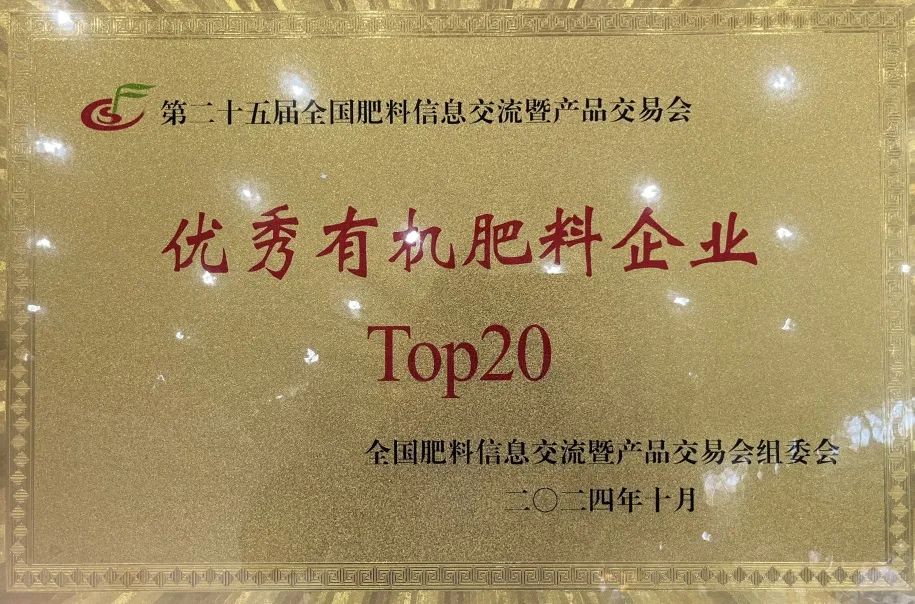 第二十五届全国肥料信息交流暨产品交易会
优秀有机肥料企业
Top20
全国肥料信息交流暨产品交易会组委会
二〇二四年十月